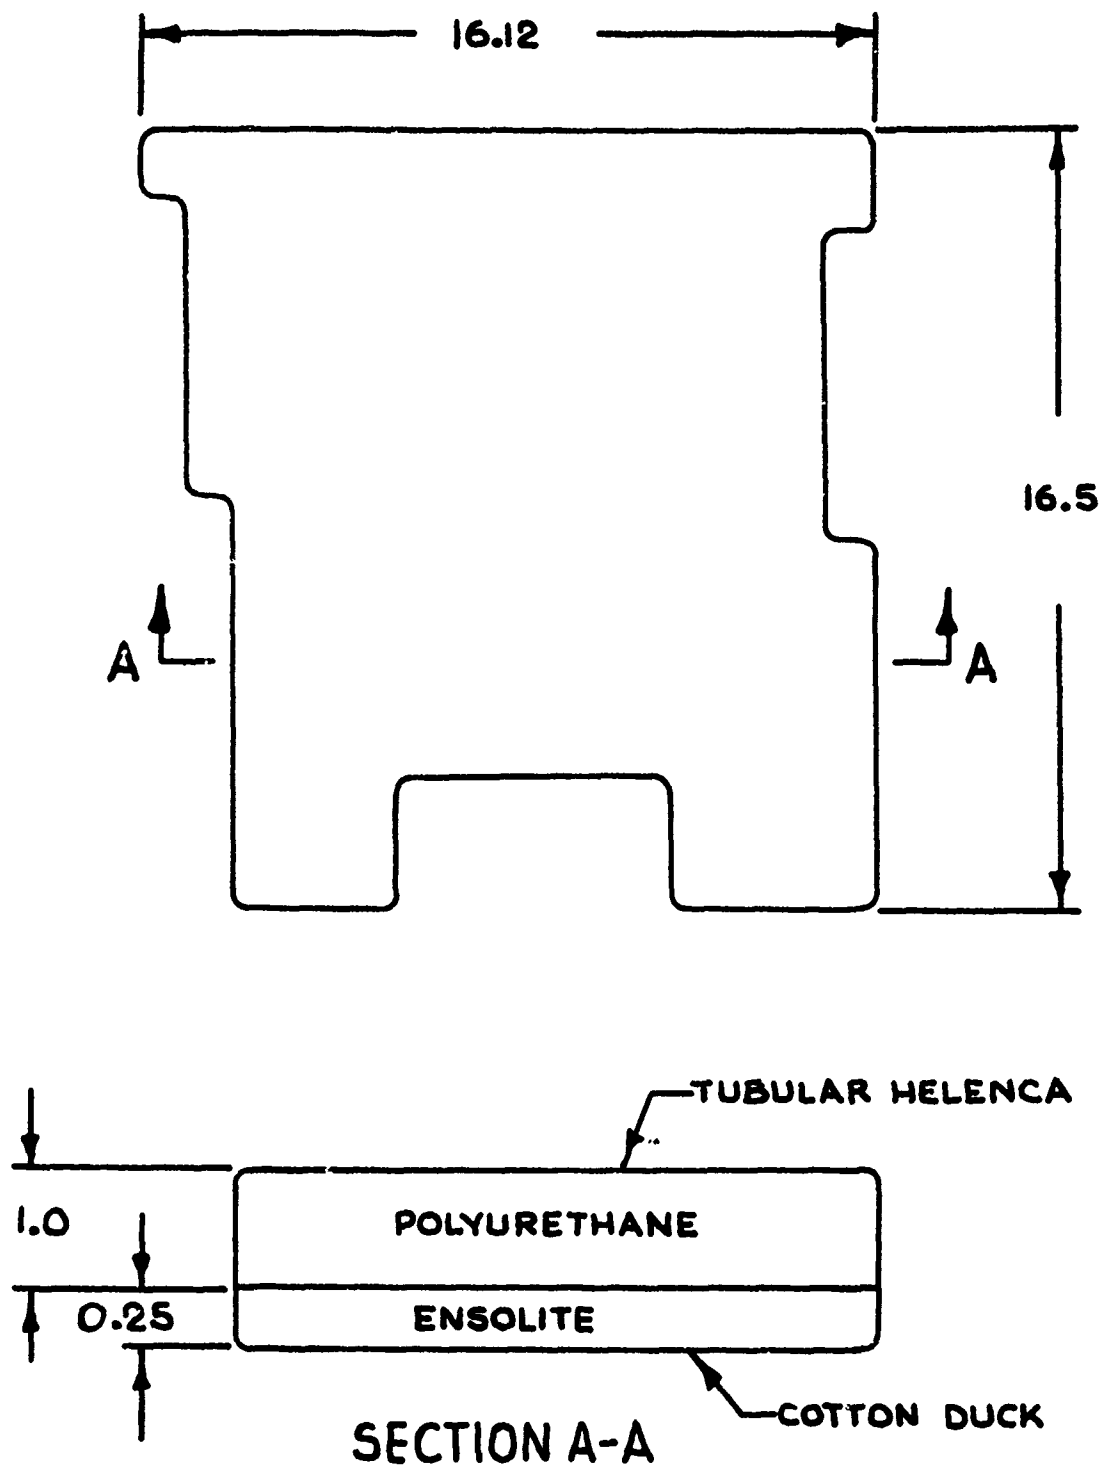 16.12
16.5
A
A
TUBULAR HELENCA
1.0
POLYURETHANE
0.25
ENSOLITE
COTTON DUCK
SECTION A-A